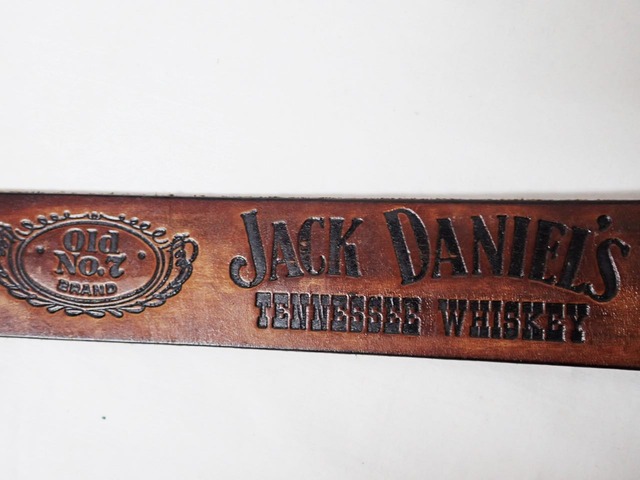 Old
No.7
BRAND
JACK DANIEL'S
TENNESSEE WHISKEY